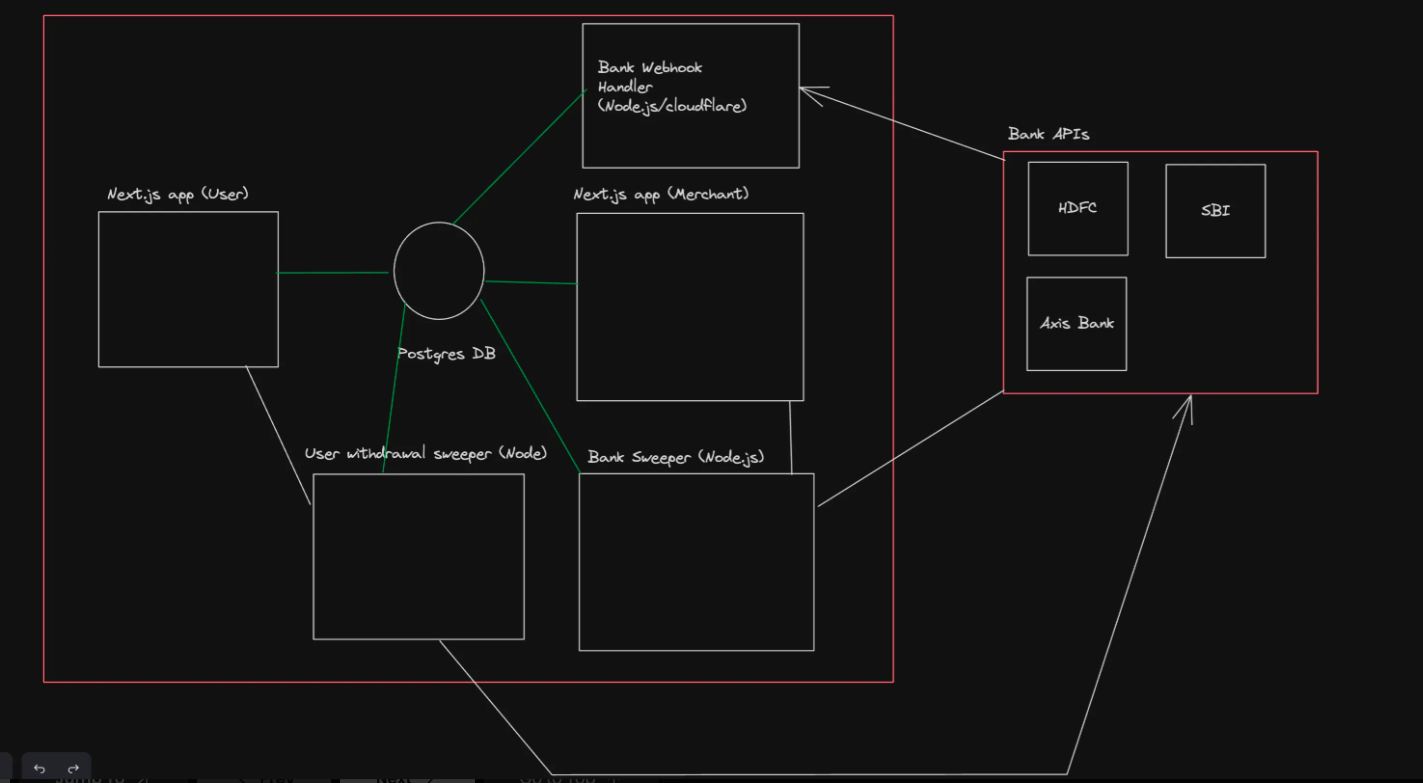 Bank Webhook
Handler
(Node.js/cloudflare)
Bank APIs
Next.js app (User)
Next.js app (Merchant)
HDFC
SBI
Axis Bank
Postgres DB
User withdrawal sweeper (Node)
Bank Sweeper (Node.js)